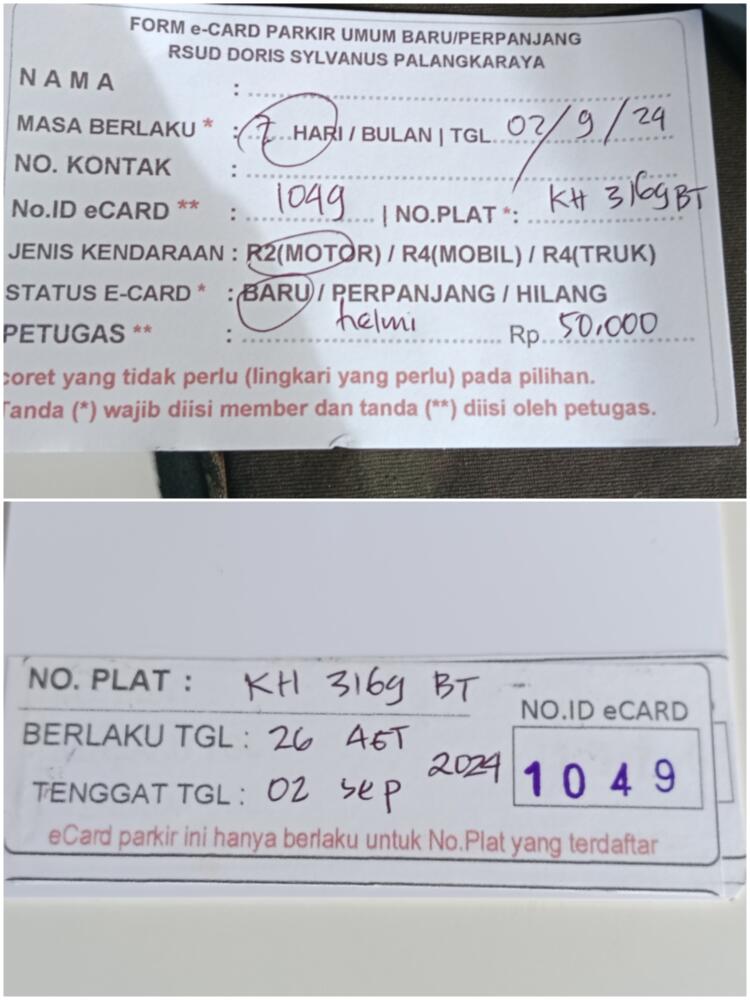 FORM e-CARD PARKIR UMUM BARU/PERPANJANG
RSUD DORIS SYLVANUS PALANGKARAYA
NAMA :
MASA BERLAKU * : 7 HARI / BULAN | TGL 02/9/24
NO. KONTAK :
No.ID eCARD ** : 1049 | NO.PLAT *: KH 3169 BT
JENIS KENDARAAN : R2(MOTOR) / R4(MOBIL) / R4(TRUK)
STATUS E-CARD * : BARU / PERPANJANG / HILANG
PETUGAS ** : helmi Rp 50.000
coret yang tidak perlu (lingkari yang perlu) pada pilihan.
Tanda (*) wajib diisi member dan tanda (**) diisi oleh petugas.
NO. PLAT : KH 3169 BT
NO.ID eCARD
BERLAKU TGL : 26 AGT
2024
1049
TENGGAT TGL : 02 sep
eCard parkir ini hanya berlaku untuk No.Plat yang terdaftar